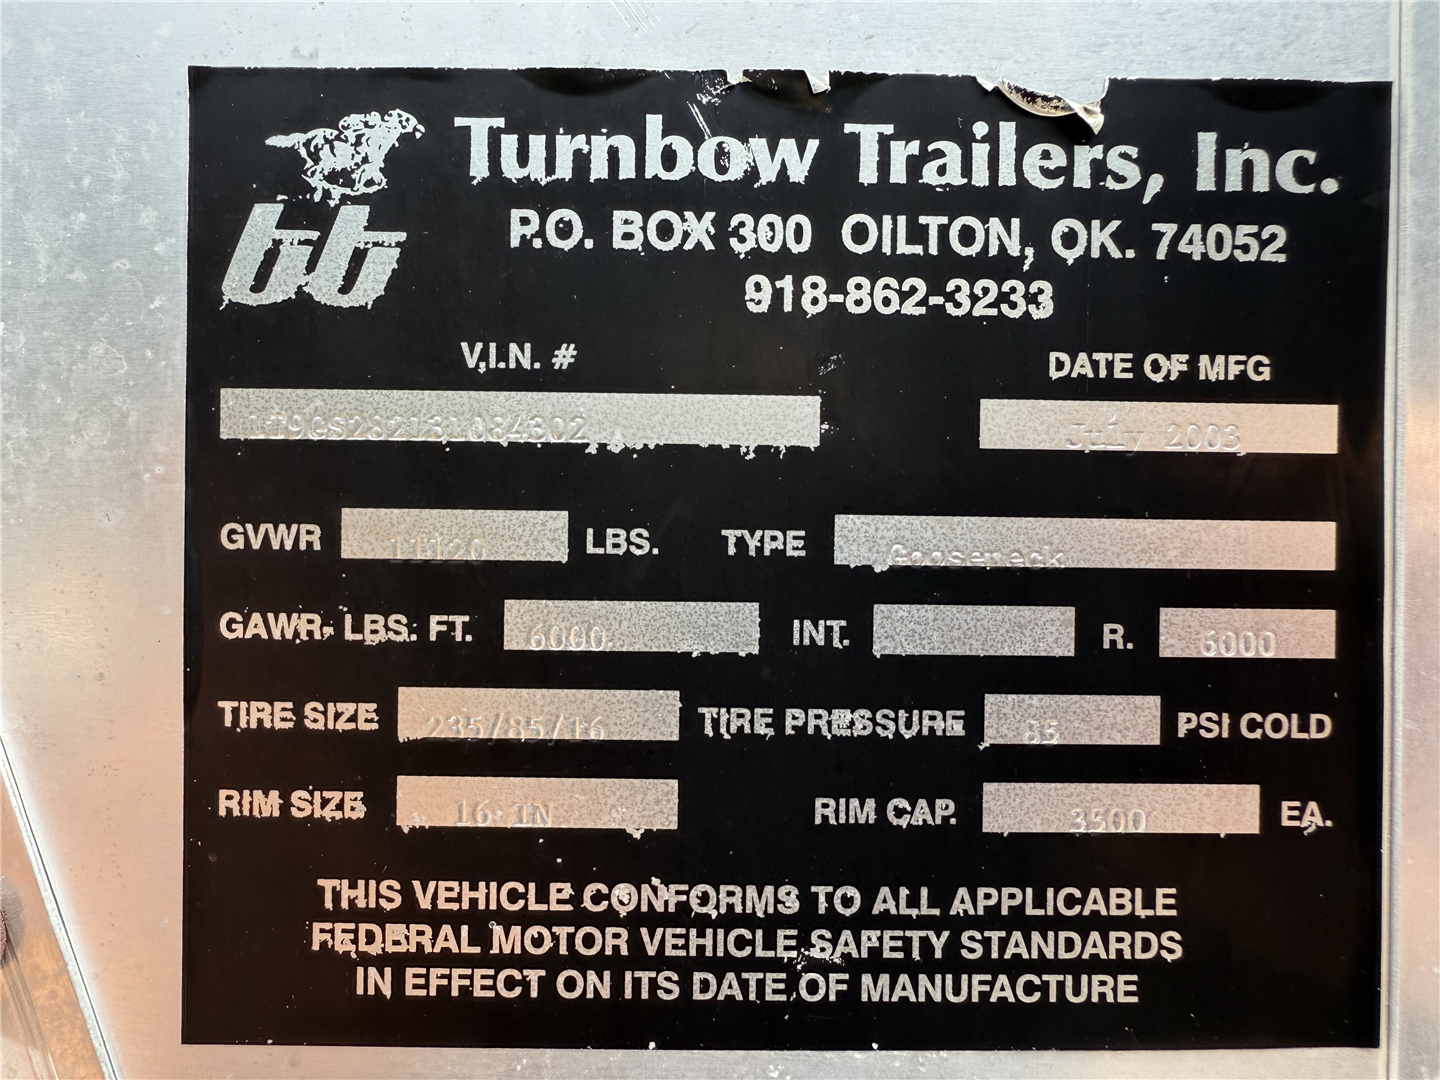 Turnbow Trailers, Inc.
tt
P.O. BOX 300 OILTON, OK. 74052
918-862-3233
V.I.N. # DATE OF MFG
July 2003
GVWR 11120 LBS. TYPE Gooseneck
GAWR- LBS. FT. 6000 INT. R. 6000
TIRE SIZE 235/85/16 TIRE PRESSURE PSI COLD
RIM SIZE 16-IN RIM CAP. 3500 EA.
THIS VEHICLE CONFORMS TO ALL APPLICABLE
FEDERAL MOTOR VEHICLE SAFETY STANDARDS
IN EFFECT ON ITS DATE OF MANUFACTURE